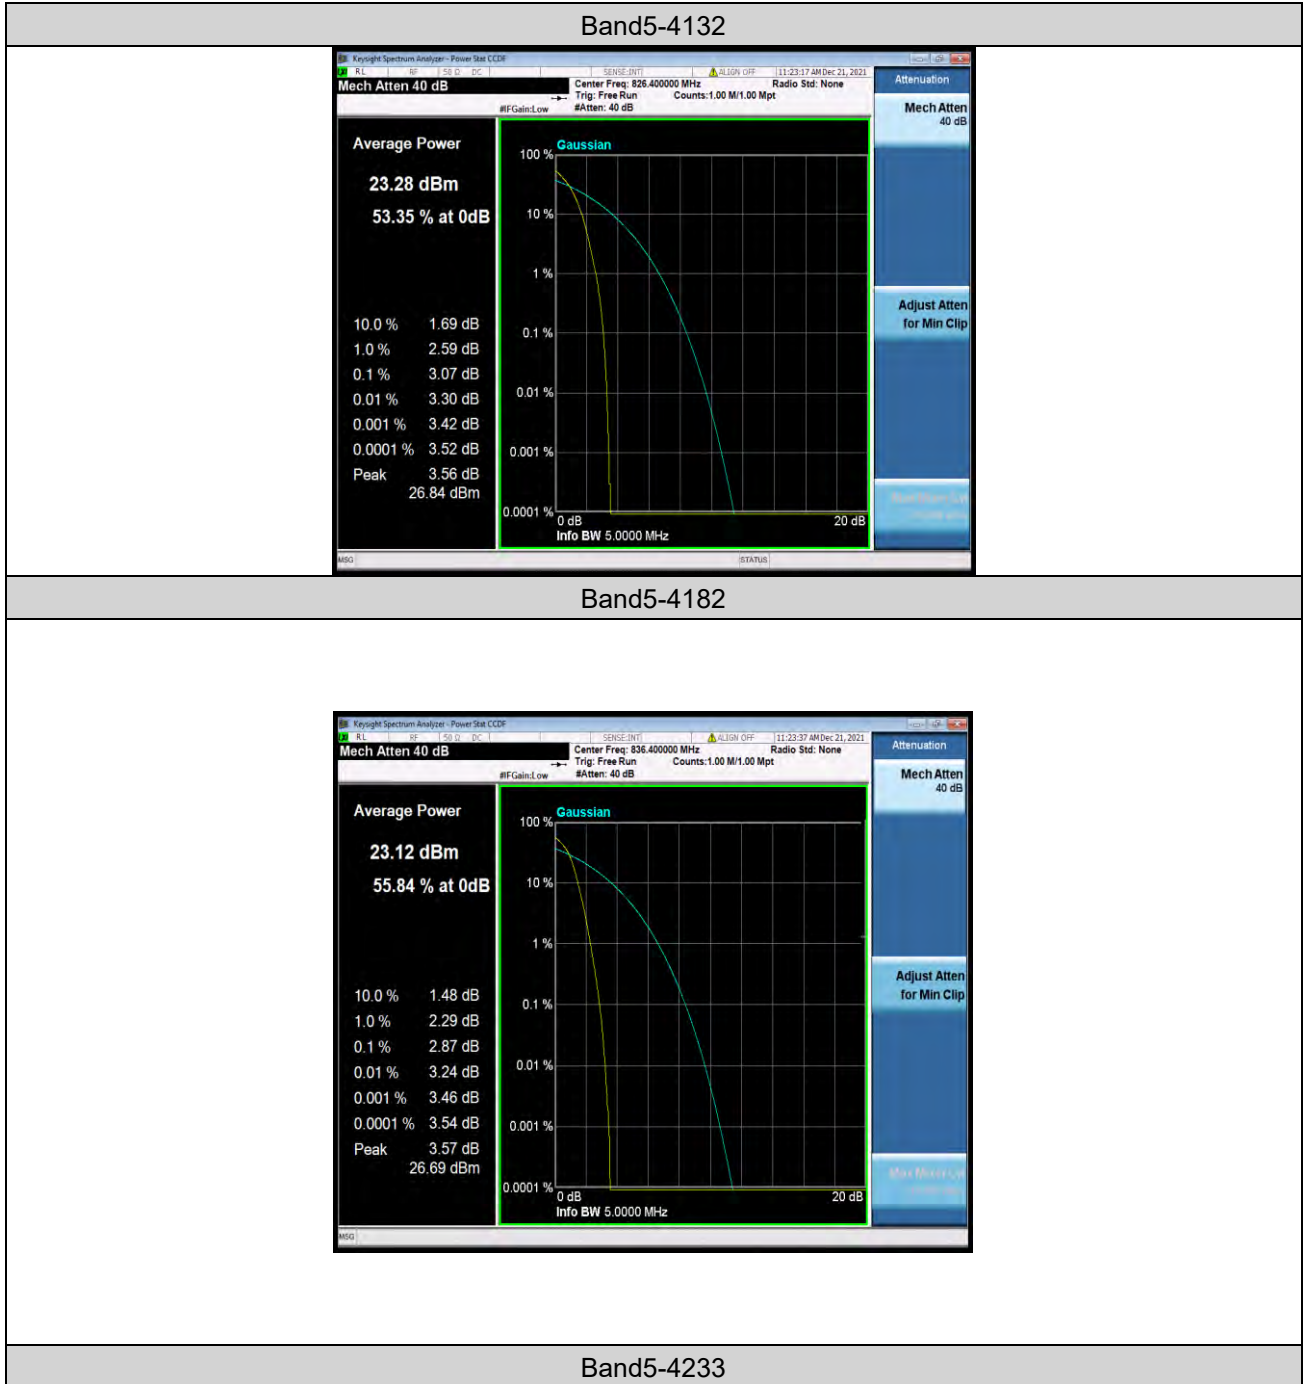 Band5-4132
Keysight Spectrum Analyzer - Power Stat CCDF
RL RF 50 Ω DC SENSE:INT ALIGN OFF 11:23:17 AM Dec 21, 2021
Mech Atten 40 dB
Center Freq: 826.400000 MHz Radio Std: None
Trig: Free Run Counts:1.00 M/1.00 Mpt
#IFGain:Low #Atten: 40 dB
Attenuation
Mech Atten
40 dB
Adjust Atten
for Min Clip
Average Power
23.28 dBm
53.35 % at 0dB
10.0 % 1.69 dB
1.0 % 2.59 dB
0.1 % 3.07 dB
0.01 % 3.30 dB
0.001 % 3.42 dB
0.0001 % 3.52 dB
Peak 3.56 dB
26.84 dBm
Gaussian
100 %
10 %
1 %
0.1 %
0.01 %
0.001 %
0.0001 %
0 dB 20 dB
Info BW 5.0000 MHz
MSG STATUS
Band5-4182
Keysight Spectrum Analyzer - Power Stat CCDF
RL RF 50 Ω DC SENSE:INT ALIGN OFF 11:23:37 AM Dec 21, 2021
Mech Atten 40 dB
Center Freq: 836.400000 MHz Radio Std: None
Trig: Free Run Counts:1.00 M/1.00 Mpt
#IFGain:Low #Atten: 40 dB
Attenuation
Mech Atten
40 dB
Adjust Atten
for Min Clip
Max Mixer Lvl
Average Power
23.12 dBm
55.84 % at 0dB
10.0 % 1.48 dB
1.0 % 2.29 dB
0.1 % 2.87 dB
0.01 % 3.24 dB
0.001 % 3.46 dB
0.0001 % 3.54 dB
Peak 3.57 dB
26.69 dBm
Gaussian
100 %
10 %
1 %
0.1 %
0.01 %
0.001 %
0.0001 %
0 dB 20 dB
Info BW 5.0000 MHz
MSG
Band5-4233